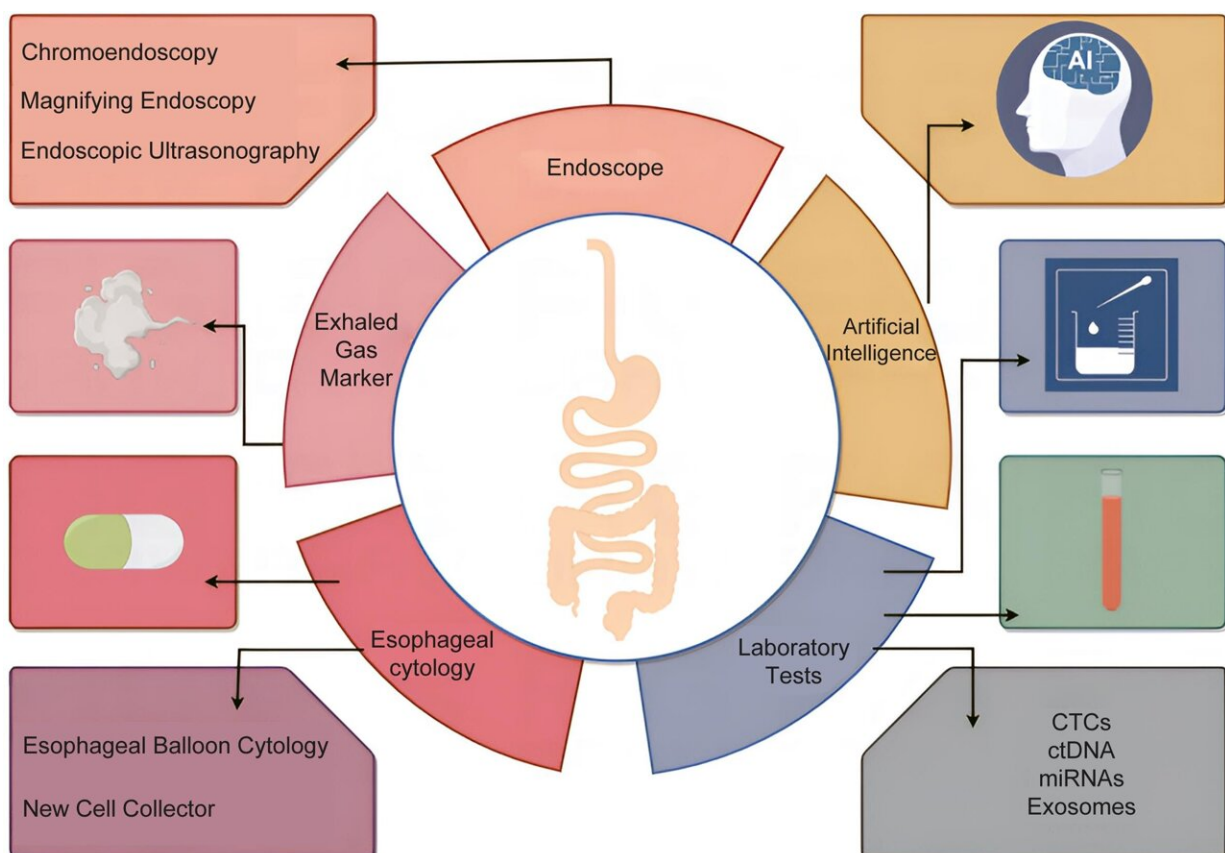 Chromoendoscopy
Magnifying Endoscopy
Endoscopic Ultrasonography
Endoscope
AI
Exhaled
Gas
Marker
Artificial
Intelligence
Esophageal
cytology
Laboratory
Tests
Esophageal Balloon Cytology
New Cell Collector
CTCs
ctDNA
miRNAs
Exosomes